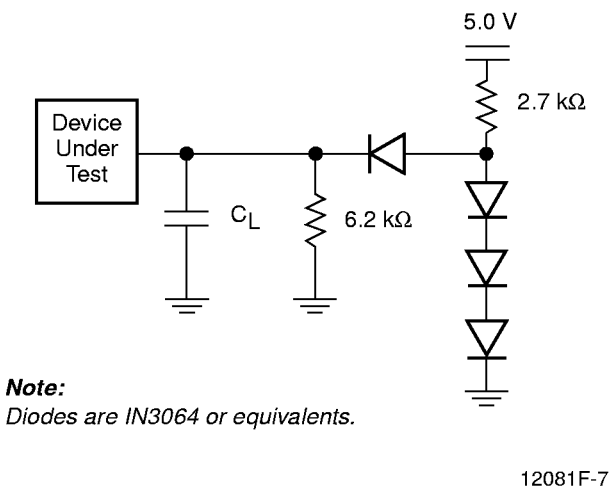 5.0 V
2.7 kΩ
Device
Under
Test
CL
6.2 kΩ
Note:
Diodes are IN3064 or equivalents.
12081F-7